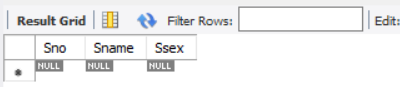 Result Grid Filter Rows: Edit:
Sno Sname Ssex
* NULL NULL NULL